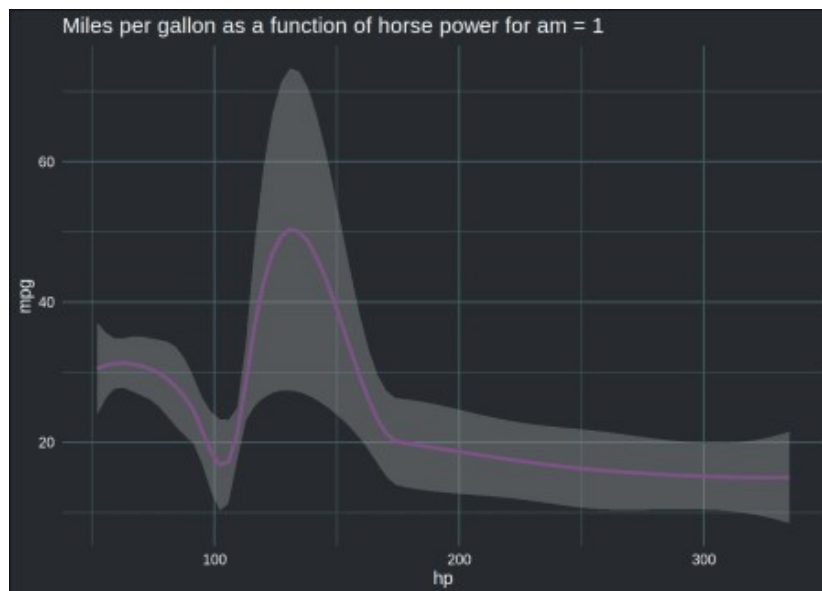 Miles per gallon as a function of horse power for am = 1
60
40
20
mpg
100
200
300
hp